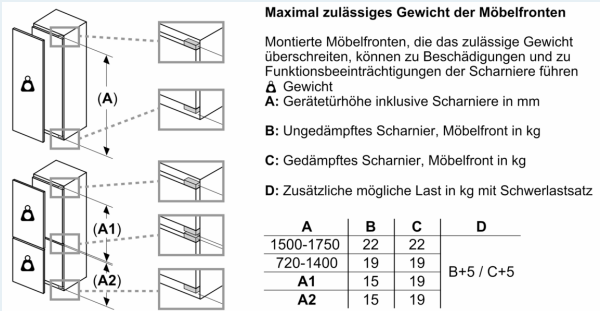 Maximal zulässiges Gewicht der Möbelfronten
Montierte Möbelfronten, die das zulässige Gewicht
überschreiten, können zu Beschädigungen und zu
Funktionsbeeinträchtigungen der Scharniere führen
Gewicht
A: Gerätetürhöhe inklusive Scharniere in mm
B: Ungedämpftes Scharnier, Möbelfront in kg
C: Gedämpftes Scharnier, Möbelfront in kg
D: Zusätzliche mögliche Last in kg mit Schwerlastsatz
A B C D
1500-1750 22 22
720-1400 19 19
B+5 / C+5
A1 15 19
A2 15 19
(A)
(A1)
(A2)